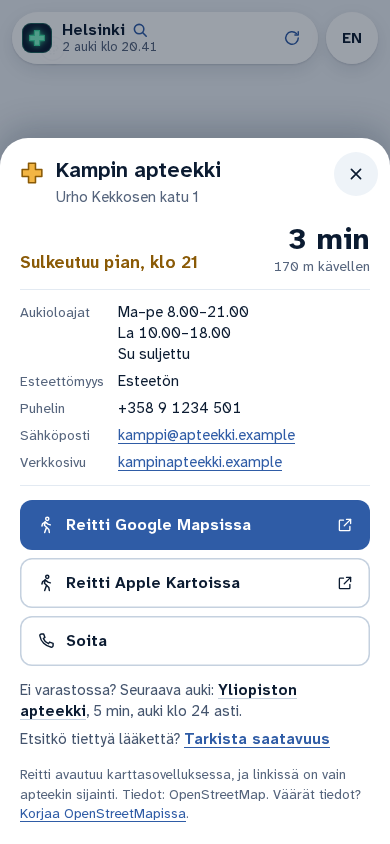 Helsinki
2 auki klo 20.41
EN
Kampin apteekki
Urho Kekkosen katu 1
Sulkeutuu pian, klo 21
3 min
170 m kävellen
Aukioloajat
Ma–pe 8.00–21.00
La 10.00–18.00
Su suljettu
Esteettömyys
Esteetön
Puhelin
+358 9 1234 501
Sähköposti
kamppi@apteekki.example
Verkkosivu
kampinapteekki.example
Reitti Google Mapsissa
Reitti Apple Kartoissa
Soita
Ei varastossa? Seuraava auki: Yliopiston
apteekki, 5 min, auki klo 24 asti.
Etsitkö tiettyä lääkettä? Tarkista saatavuus
Reitti avautuu karttasovelluksessa, ja linkissä on vain
apteekin sijainti. Tiedot: OpenStreetMap. Väärät tiedot?
Korjaa OpenStreetMapissa.